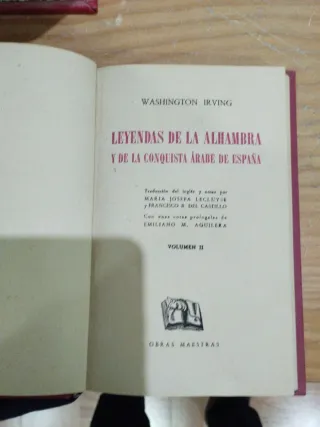 WASHINGTON IRVING
LEYENDAS DE LA ALHAMBRA
Y DE LA CONQUISTA ÁRABE DE ESPAÑA
Traducción del inglés y notas por
MARIA JOSEFA LECLUYSE
y FRANCISCO R. DEL CASTILLO
Con unas notas prologales de
EMILIANO M. AGUILERA
VOLUMEN II
OBRAS MAESTRAS